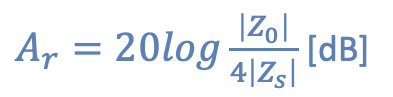 A_r = 20log |Z_0| / 4|Z_s| [dB]